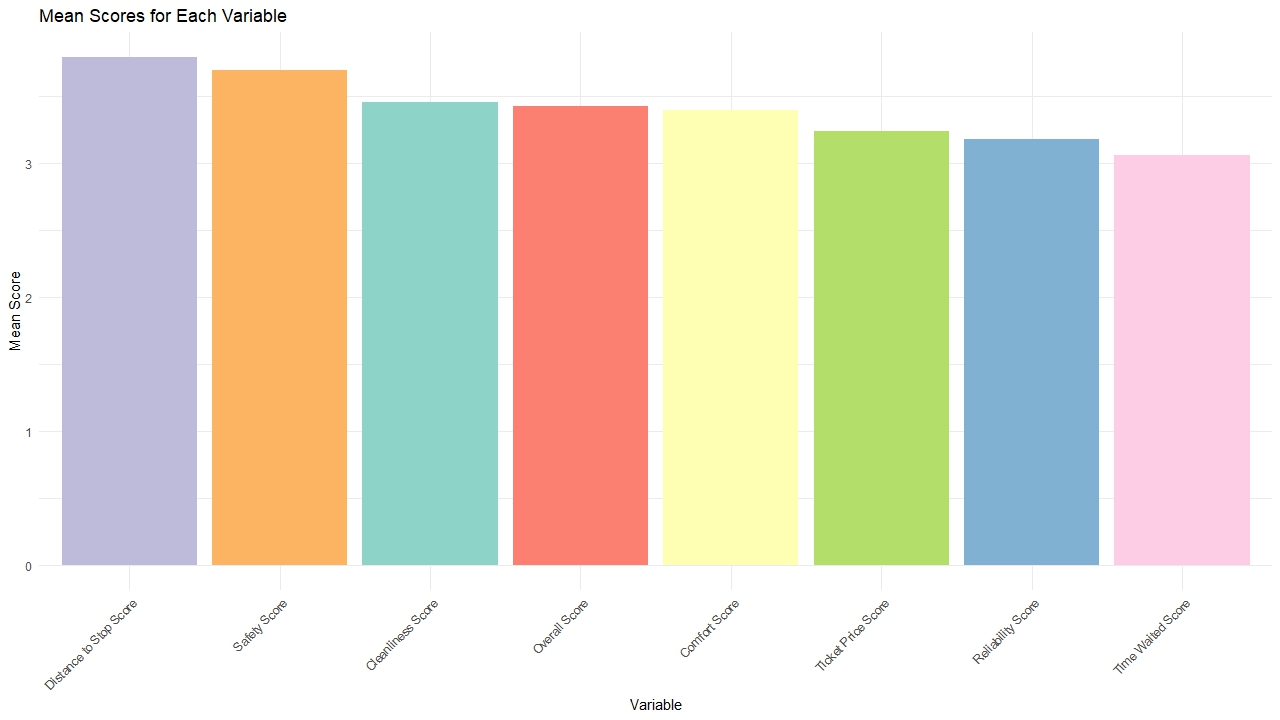 Mean Scores for Each Variable
Mean Score
3
2
1
0
Distance to Stop Score
Safety Score
Cleanliness Score
Overall Score
Comfort Score
Ticket Price Score
Reliability Score
Time Waited Score
Variable